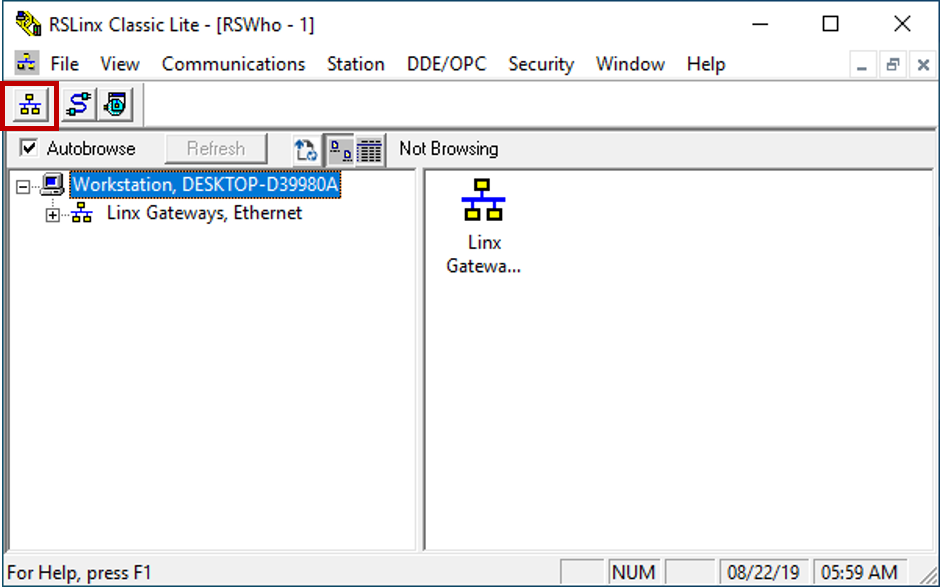 RSLinx Classic Lite - [RSWho - 1]
File View Communications Station DDE/OPC Security Window Help
Autobrowse Refresh Not Browsing
Workstation, DESKTOP-D39980A
Linx Gateways, Ethernet
Linx
Gatewa...
For Help, press F1 NUM 08/22/19 05:59 AM